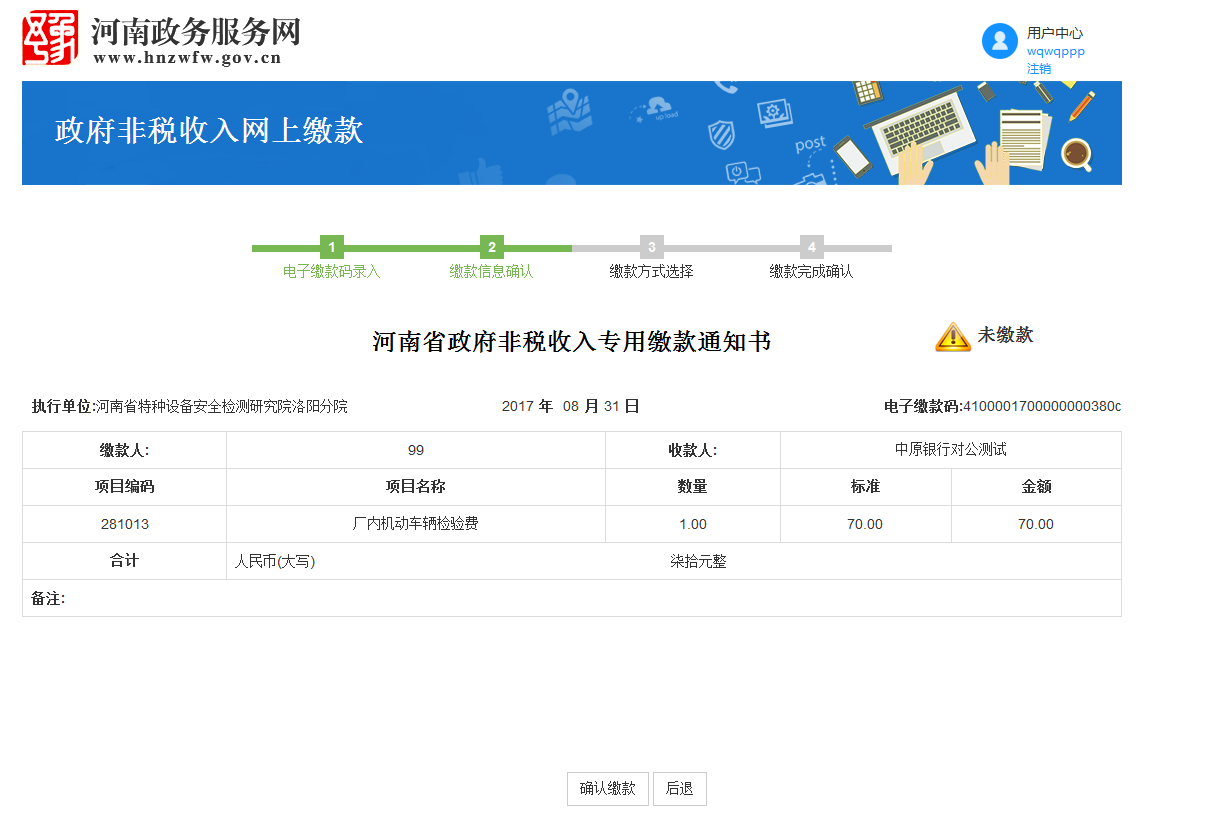 河南政务服务网
www.hnzwfw.gov.cn
用户中心
wqwqppp
注销
政府非税收入网上缴款
up load
post
1 2 3 4
电子缴款码录入 缴款信息确认 缴款方式选择 缴款完成确认
河南省政府非税收入专用缴款通知书
未缴款
执行单位:河南省特种设备安全检测研究院洛阳分院 2017 年 08 月 31 日 电子缴款码:4100001700000000380c
缴款人: 99 收款人: 中原银行对公测试
项目编码 项目名称 数量 标准 金额
281013 厂内机动车辆检验费 1.00 70.00 70.00
合计 人民币(大写) 柒拾元整
备注:
确认缴款 后退